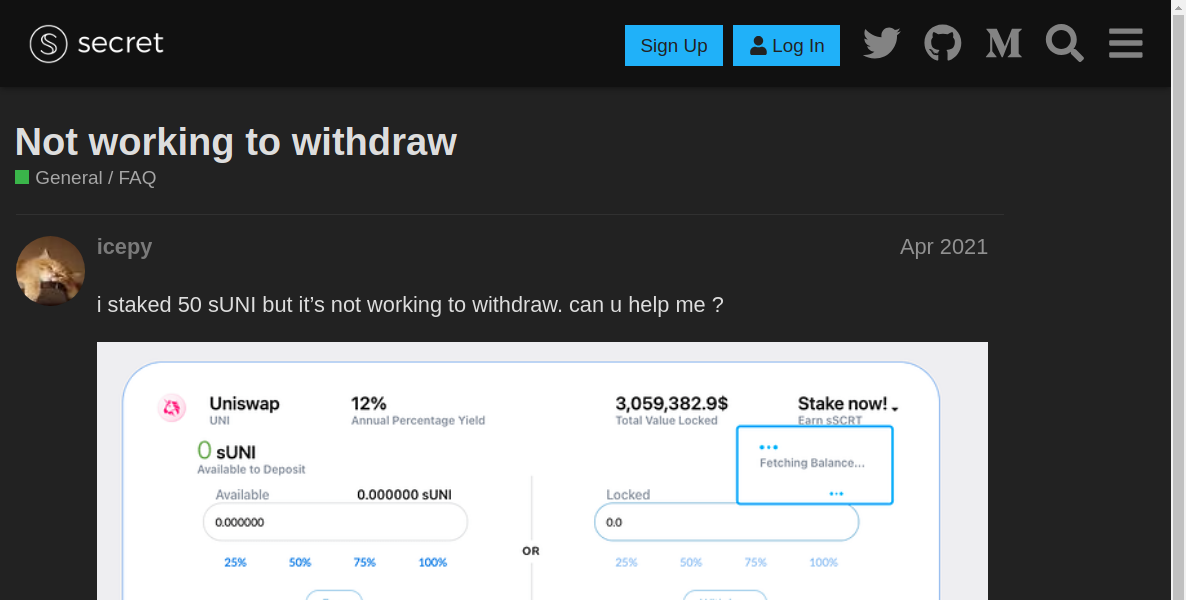 secret
Sign Up
Log In
M
Not working to withdraw
General / FAQ
icepy
Apr 2021
i staked 50 sUNI but it’s not working to withdraw. can u help me ?
Uniswap
UNI
12%
Annual Percentage Yield
3,059,382.9$
Total Value Locked
Stake now!
Earn sSCRT
0 sUNI
Available to Deposit
Fetching Balance...
Available
0.000000 sUNI
Locked
0.000000
0.0
25%
50%
75%
100%
OR
25%
50%
75%
100%